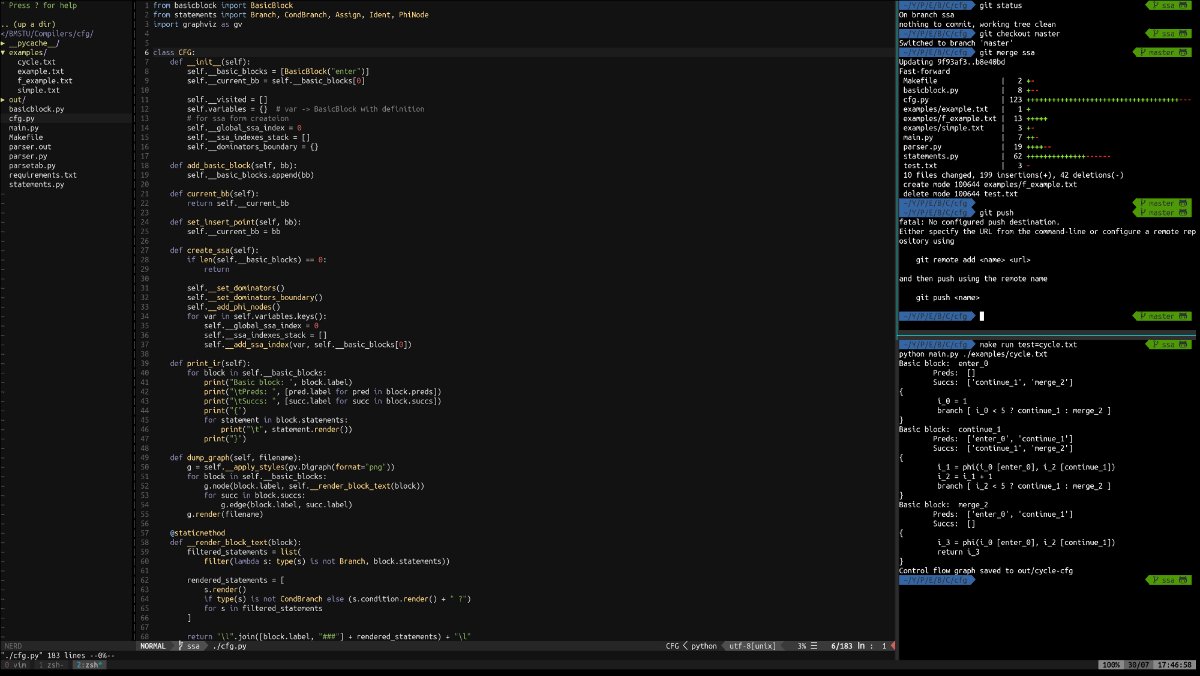 " Press ? for help
.. (up a dir)
</BMSTU/Compilers/cfg/
▸ __pycache__/
▾ examples/
cycle.txt
example.txt
f_example.txt
simple.txt
▸ out/
basicblock.py
cfg.py
main.py
Makefile
parser.out
parser.py
parsetab.py
requirements.txt
statements.py
NERD
1 from basicblock import BasicBlock
2 from statements import Branch, CondBranch, Assign, Ident, PhiNode
3 import graphviz as gv
4
5
6 class CFG:
7 def __init__(self):
8 self.__basic_blocks = [BasicBlock("enter")]
9 self.__current_bb = self.__basic_blocks[0]
10
11 self.__visited = []
12 self.variables = {} # var -> BasicBlock with definition
13 # for ssa form createion
14 self.__global_ssa_index = 0
15 self.__ssa_indexes_stack = []
16 self.__dominators_boundary = {}
17
18 def add_basic_block(self, bb):
19 self.__basic_blocks.append(bb)
20
21 def current_bb(self):
22 return self.__current_bb
23
24 def set_insert_point(self, bb):
25 self.__current_bb = bb
26
27 def create_ssa(self):
28 if len(self.__basic_blocks) == 0:
29 return
30
31 self.__set_dominators()
32 self.__set_dominators_boundary()
33 self.__add_phi_nodes()
34 for var in self.variables.keys():
35 self.__global_ssa_index = 0
36 self.__ssa_indexes_stack = []
37 self.__add_ssa_index(var, self.__basic_blocks[0])
38
39 def print_ir(self):
40 for block in self.__basic_blocks:
41 print("Basic block: ", block.label)
42 print("\tPreds: ", [pred.label for pred in block.preds])
43 print("\tSuccs: ", [succ.label for succ in block.succs])
44 print("{")
45 for statement in block.statements:
46 print("\t", statement.render())
47 print("}")
48
49 def dump_graph(self, filename):
50 g = self.__apply_styles(gv.Digraph(format="png"))
51 for block in self.__basic_blocks:
52 g.node(block.label, self.__render_block_text(block))
53 for succ in block.succs:
54 g.edge(block.label, succ.label)
55 g.render(filename)
56
57 @staticmethod
58 def __render_block_text(block):
59 filtered_statements = list(
60 filter(lambda s: type(s) is not Branch, block.statements))
61
62 rendered_statements = [
63 s.render()
64 if type(s) is not CondBranch else (s.condition.render() + " ?")
65 for s in filtered_statements
66 ]
67
68 return "\l".join([block.label, "###"] + rendered_statements) + "\l"
NORMAL ssa ./cfg.py CFG < python utf-8[unix] 3% ☰ 6/183 ln : 1
"./cfg.py" 183 lines --0%--
0 vim 1 zsh- 2:zsh*
~/Y/P/E/B/C/cfg git status ssa
On branch ssa
nothing to commit, working tree clean
~/Y/P/E/B/C/cfg git checkout master ssa
Switched to branch 'master'
~/Y/P/E/B/C/cfg git merge ssa master
Updating 9f93af3..b8e40bd
Fast-forward
Makefile | 2 +-
basicblock.py | 8 +--
cfg.py | 123 +++++++++++++++++++++++++++++++++++---
examples/example.txt | 1 +
examples/f_example.txt | 13 +++++
examples/simple.txt | 3 +-
main.py | 7 ++-
parser.py | 19 ++++--
statements.py | 62 ++++++++++++++------
test.txt | 3 -
10 files changed, 199 insertions(+), 42 deletions(-)
create mode 100644 examples/f_example.txt
delete mode 100644 test.txt
~/Y/P/E/B/C/cfg master
~/Y/P/E/B/C/cfg git push master
fatal: No configured push destination.
Either specify the URL from the command-line or configure a remote rep
ository using
git remote add <name> <url>
and then push using the remote name
git push <name>
~/Y/P/E/B/C/cfg master
~/Y/P/E/B/C/cfg make run test=cycle.txt ssa
python main.py ./examples/cycle.txt
Basic block: enter_0
Preds: []
Succs: ['continue_1', 'merge_2']
{
i_0 = 1
branch [ i_0 < 5 ? continue_1 : merge_2 ]
}
Basic block: continue_1
Preds: ['enter_0', 'continue_1']
Succs: ['continue_1', 'merge_2']
{
i_1 = phi(i_0 [enter_0], i_2 [continue_1])
i_2 = i_1 + 1
branch [ i_2 < 5 ? continue_1 : merge_2 ]
}
Basic block: merge_2
Preds: ['enter_0', 'continue_1']
Succs: []
{
i_3 = phi(i_0 [enter_0], i_2 [continue_1])
return i_3
}
Control flow graph saved to out/cycle-cfg
~/Y/P/E/B/C/cfg ssa
100% 30/07 17:46:58